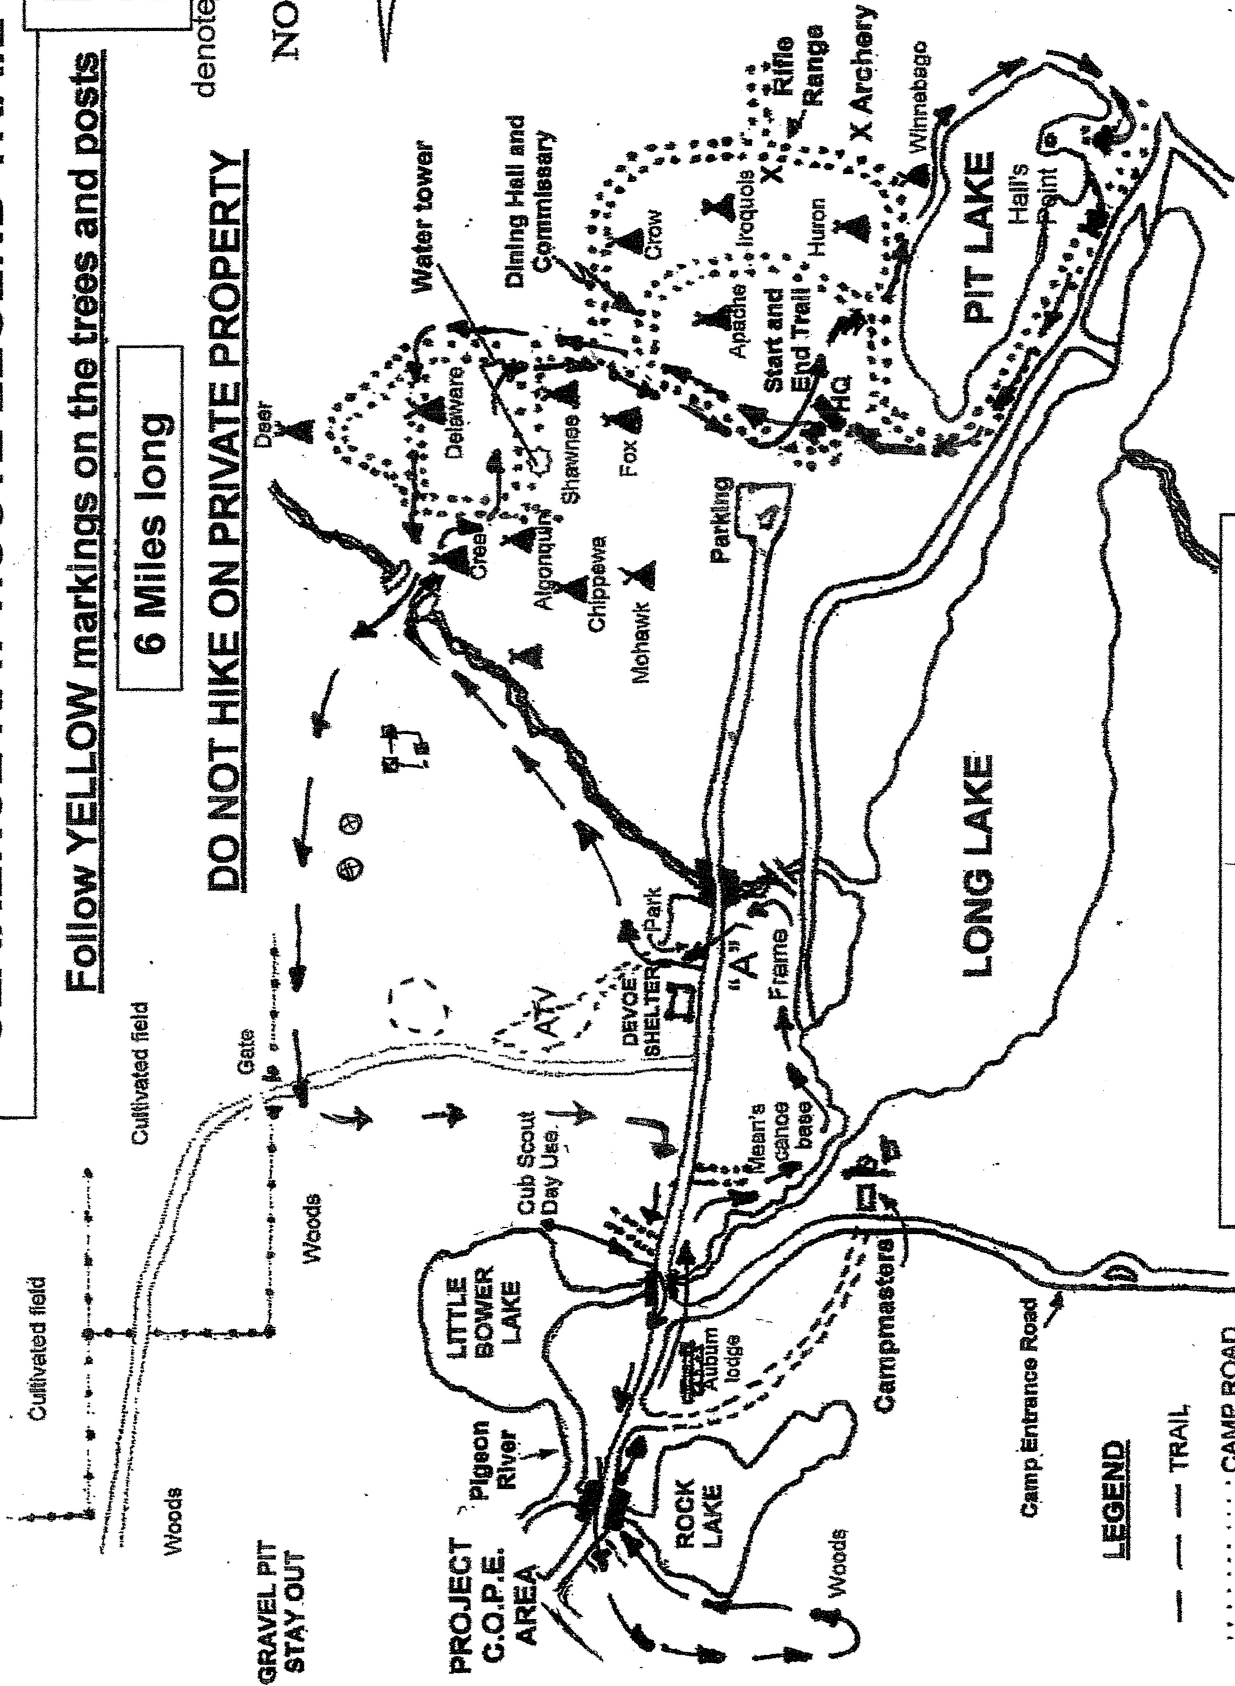 Follow YELLOW markings on the trees and posts
6 Miles long
DO NOT HIKE ON PRIVATE PROPERTY
denote
NO
Cultivated field
Cultivated field
Woods
Gate
Woods
GRAVEL PIT
STAY OUT
Deer
Water tower
Delaware
Dining Hall and
Commissary
Cree
Algonquin
Shawnee
Chippewa
Fox
Mohawk
Crow
Iroquois
Rifle
Range
X
X Archery
Apache
Huron
Winnebago
Start and
End Trail
HQ
Parking
PIT LAKE
Hall's
Point
Park
ATV
DEVOE
SHELTER
"A"
Frame
Cub Scout
Day Use
Mean's
canoe
base
LONG LAKE
LITTLE
BOWER
LAKE
Pigeon
River
PROJECT
C.O.P.E.
AREA
Auburn
lodge
ROCK
LAKE
Woods
Campmasters
Camp Entrance Road
LEGEND
TRAIL
CAMP ROAD